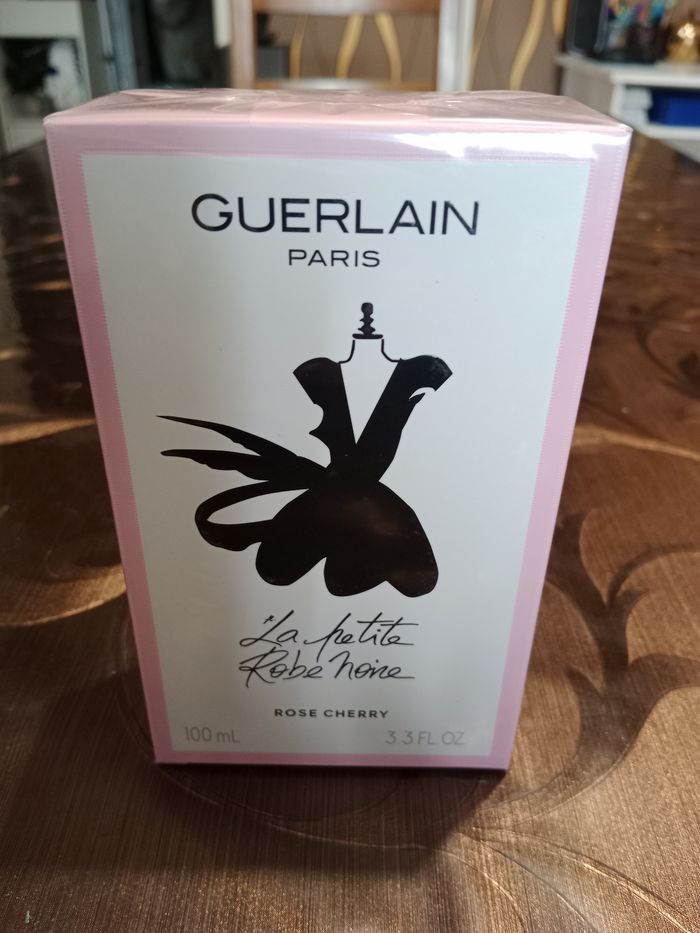 GUERLAIN
PARIS
La petite
Robe noire
ROSE CHERRY
100 mL 3.3 FL.OZ